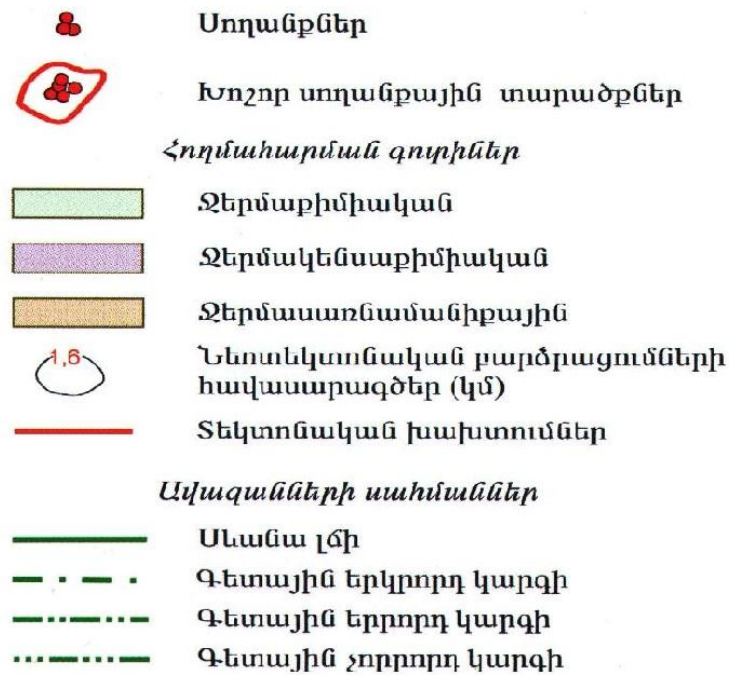 Սողանքներ
Խոշոր սողանքային տարածքներ
Հողմահարման գոտիներ
Ջերմաքիմիական
Ջերմակենսաքիմիական
Ջերմասառնամանիքային
1,6
Նեոտեկտոնական բարձրացումների
հավասարագծեր (կմ)
Տեկտոնական խախտումներ
Ավազանների սահմաններ
Սևանա լճի
Գետային երկրորդ կարգի
Գետային երրորդ կարգի
Գետային չորրորդ կարգի